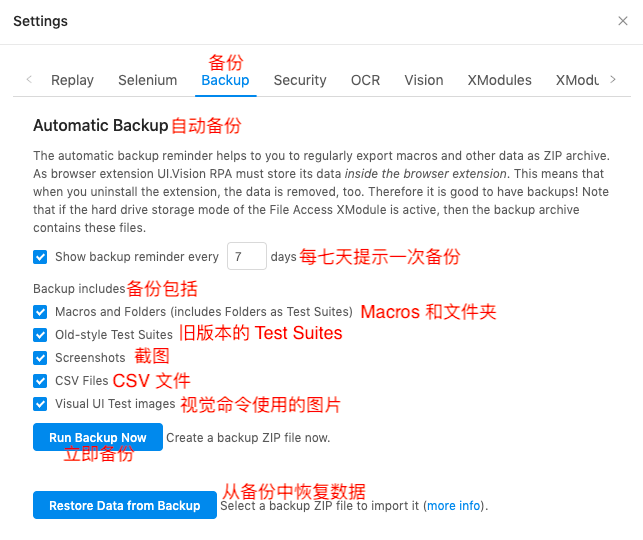 Settings
备份
Replay Selenium Backup Security OCR Vision XModules XModu
Automatic Backup 自动备份
The automatic backup reminder helps to you to regularly export macros and other data as ZIP archive.
As browser extension UI.Vision RPA must store its data inside the browser extension. This means that
when you uninstall the extension, the data is removed, too. Therefore it is good to have backups! Note
that if the hard drive storage mode of the File Access XModule is active, then the backup archive
contains these files.
Show backup reminder every 7 days 每七天提示一次备份
Backup includes 备份包括
Macros and Folders (includes Folders as Test Suites) Macros 和文件夹
Old-style Test Suites 旧版本的 Test Suites
Screenshots 截图
CSV Files CSV 文件
Visual UI Test images 视觉命令使用的图片
Run Backup Now Create a backup ZIP file now.
立即备份
从备份中恢复数据
Restore Data from Backup Select a backup ZIP file to import it (more info).